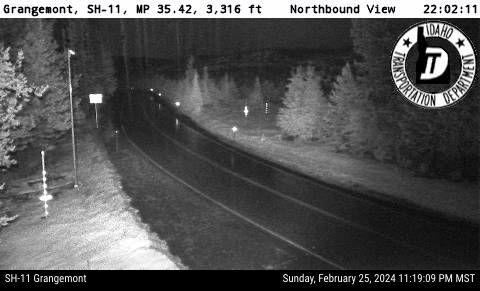 Grangemont, SH-11, MP 35.42, 3,316 ft Northbound View 22:02:11
IDAHO
TRANSPORTATION DEPARTMENT
SH-11 Grangemont Sunday, February 25, 2024 11:19:09 PM MST